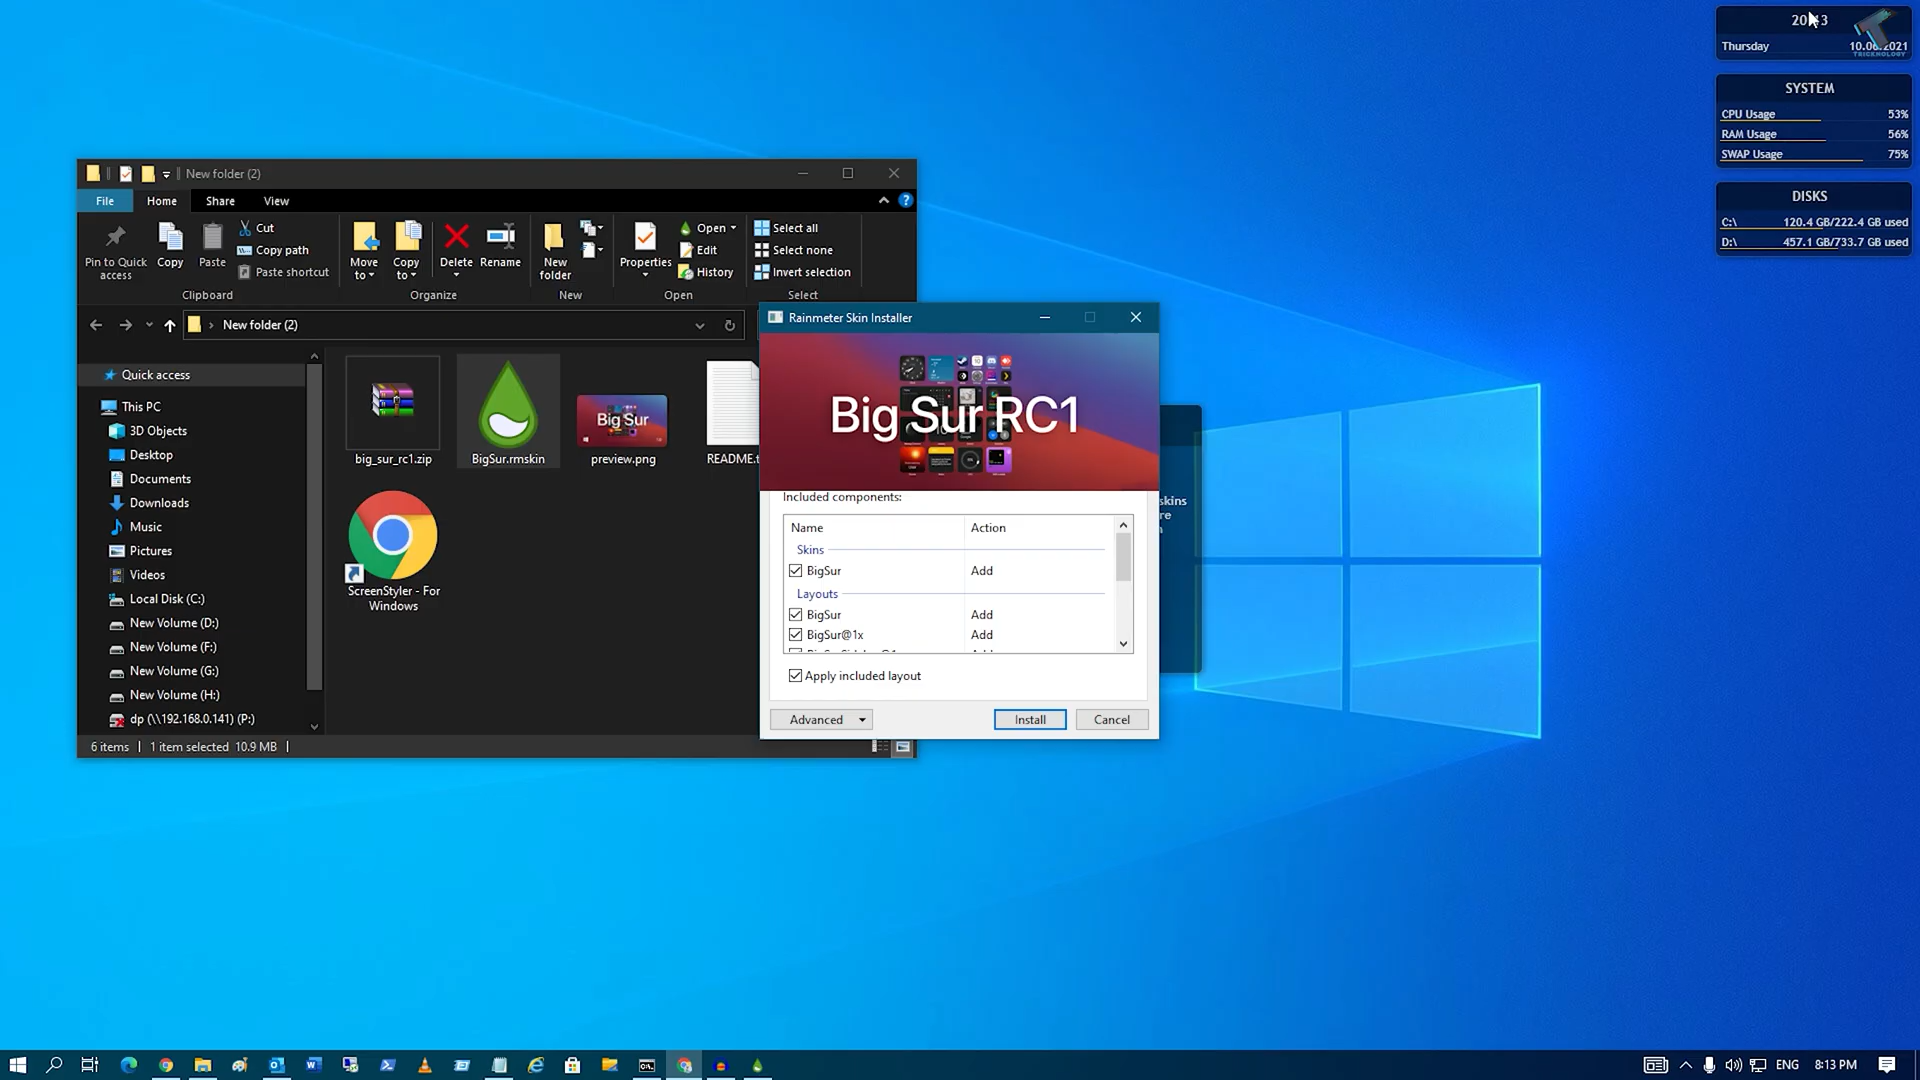 New folder (2)
File Home Share View
Pin to Quick access
Copy
Paste
Cut
Copy path
Paste shortcut
Clipboard
Move to
Copy to
Delete
Rename
Organize
New folder
New
Properties
Open
Edit
History
Open
Select all
Select none
Invert selection
Select
New folder (2)
Quick access
This PC
3D Objects
Desktop
Documents
Downloads
Music
Pictures
Videos
Local Disk (C:)
New Volume (D:)
New Volume (F:)
New Volume (G:)
New Volume (H:)
dp (\\192.168.0.141) (P:)
big_sur_rc1.zip
BigSur.rmskin
Big Sur
preview.png
README.t
ScreenStyler - For
Windows
6 items 1 item selected 10.9 MB
Rainmeter Skin Installer
Big Sur RC1
Included components:
Name Action
Skins
BigSur Add
Layouts
BigSur Add
BigSur@1x Add
Apply included layout
Advanced Install Cancel
skins
Thursday
TRICKNOLOGY
SYSTEM
CPU Usage 53%
RAM Usage 56%
SWAP Usage 75%
DISKS
C:\ 120.4 GB/222.4 GB used
D:\ 457.1 GB/733.7 GB used
ENG 8:13 PM